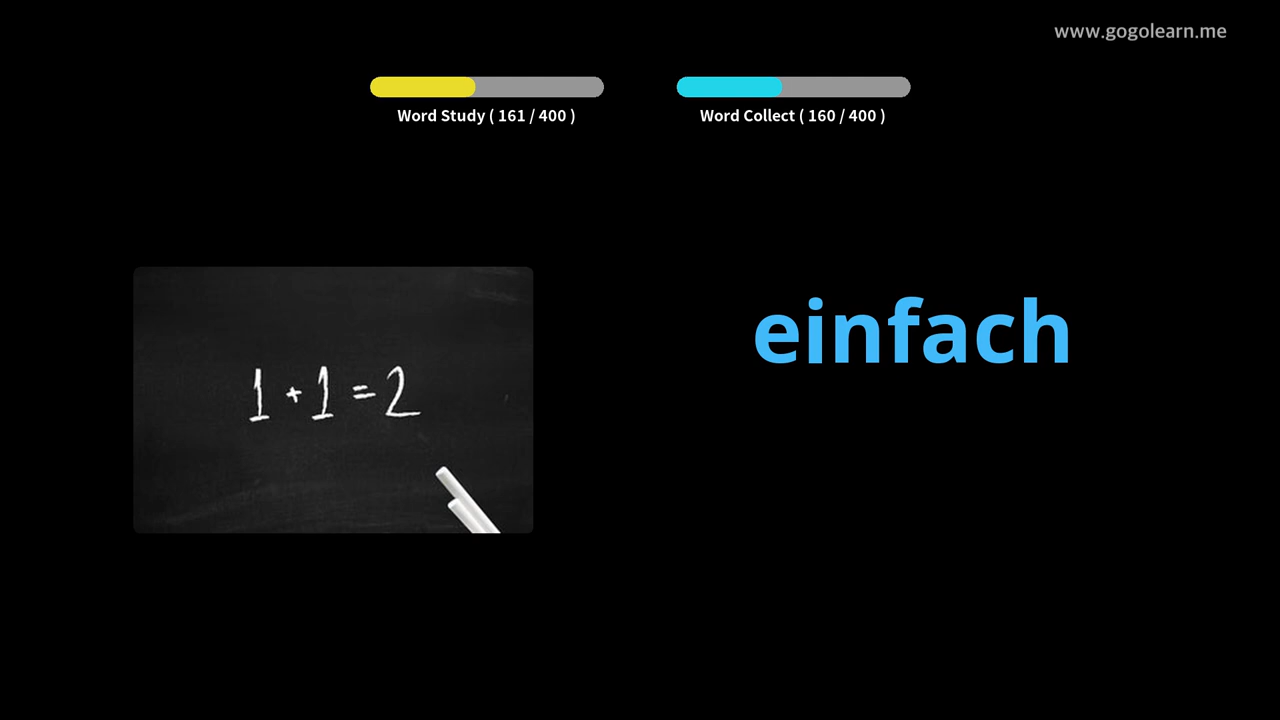 www.gogolearn.me
Word Study ( 161 / 400 )
Word Collect ( 160 / 400 )
einfach
1 + 1 = 2